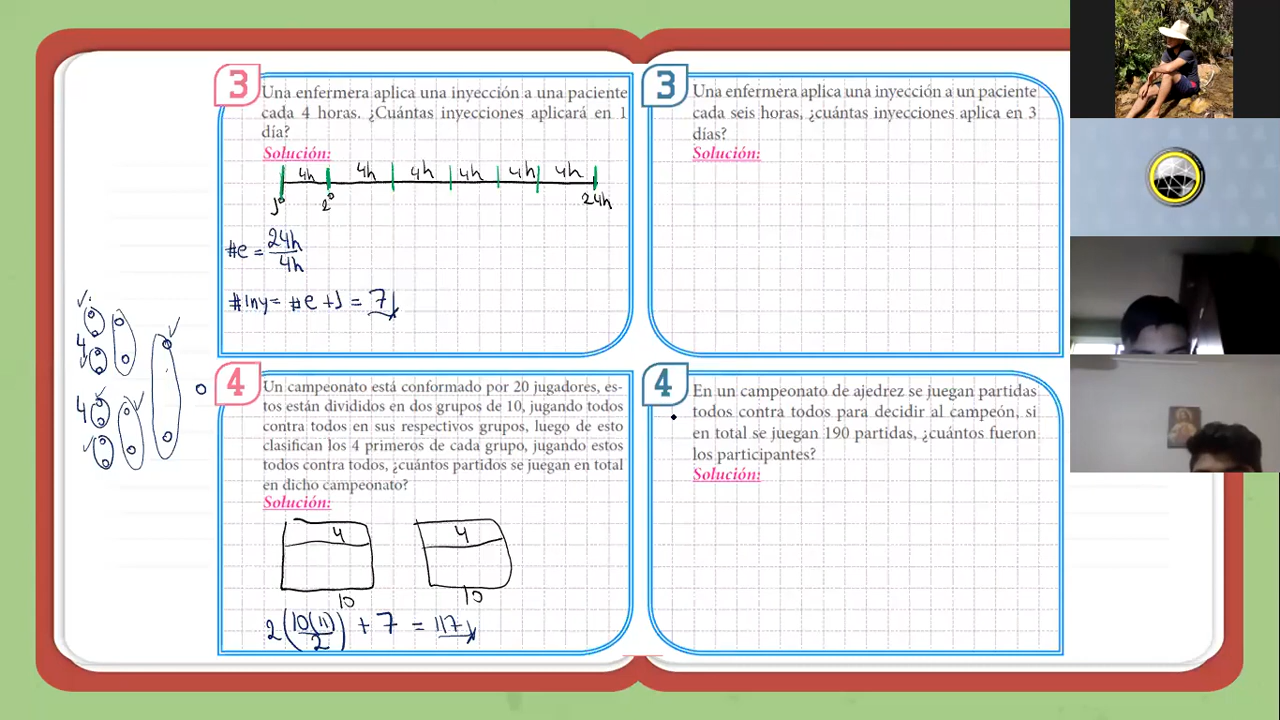 3
Una enfermera aplica una inyección a una paciente
cada 4 horas. ¿Cuántas inyecciones aplicará en 1
día?
Solución:
4h 4h 4h 4h 4h 4h
1° 2° 24h
#e = 24h/4h
#iny = #e + 1 = 7
3
Una enfermera aplica una inyección a un paciente
cada seis horas, ¿cuántas inyecciones aplica en 3
días?
Solución:
4
4
4
Un campeonato está conformado por 20 jugadores, es-
tos están divididos en dos grupos de 10, jugando todos
contra todos en sus respectivos grupos, luego de esto
clasifican los 4 primeros de cada grupo, jugando estos
todos contra todos, ¿cuántos partidos se juegan en total
en dicho campeonato?
Solución:
4 4
10 10
2(10(11)/2) + 7 = 117
4
En un campeonato de ajedrez se juegan partidas
todos contra todos para decidir al campeón, si
en total se juegan 190 partidas, ¿cuántos fueron
los participantes?
Solución: